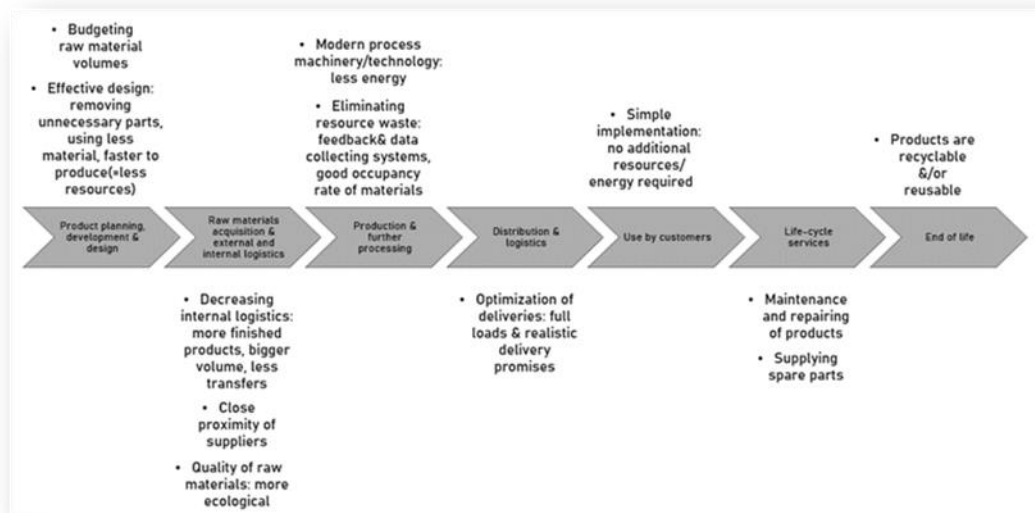 • Budgeting
raw material
volumes
• Effective design:
removing
unnecessary parts,
using less
material, faster to
produce(=less
resources)
• Modern process
machinery/technology:
less energy
• Eliminating
resource waste:
feedback& data
collecting systems,
good occupancy
rate of materials
• Simple
implementation:
no additional
resources/
energy required
• Products are
recyclable
&/or
reusable
Product planning,
development &
design
Raw materials
acquisition &
external and
internal logistics
Production &
further
processing
Distribution &
logistics
Use by customers
Life-cycle
services
End of life
• Decreasing
internal logistics:
more finished
products, bigger
volume, less
transfers
• Close
proximity of
suppliers
• Quality of raw
materials: more
ecological
• Optimization of
deliveries: full
loads & realistic
delivery
promises
• Maintenance
and repairing
of products
• Supplying
spare parts